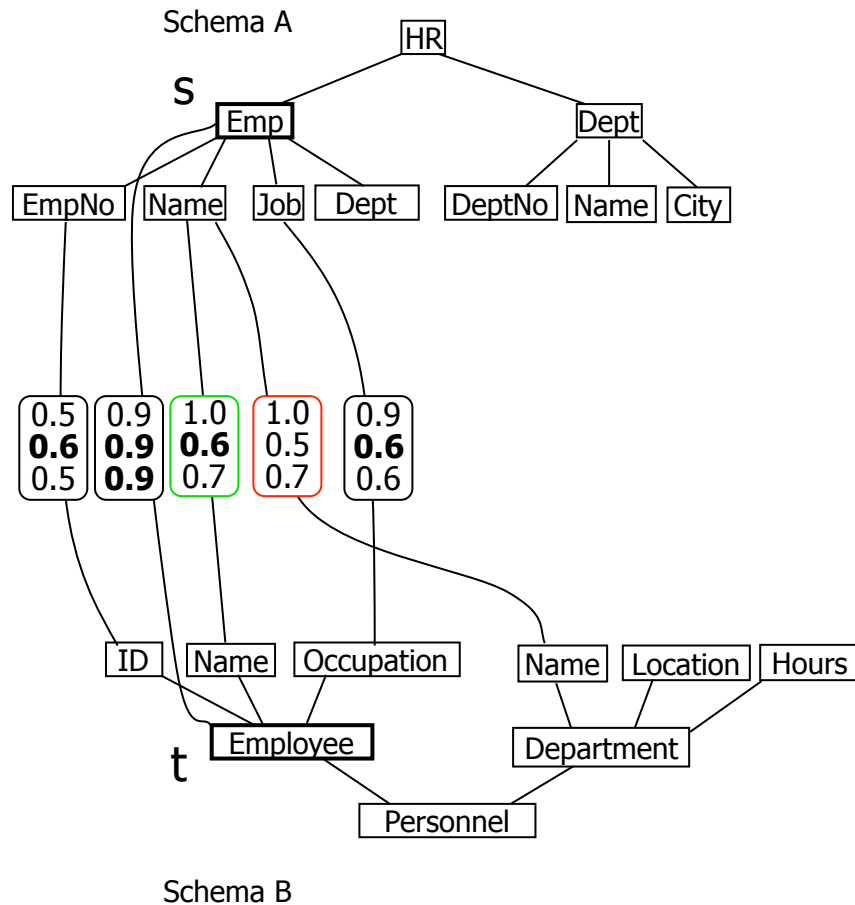 Schema A
HR
s
Emp
Dept
EmpNo
Name
Job
Dept
DeptNo
Name
City
0.5
0.6
0.5
0.9
0.9
0.9
1.0
0.6
0.7
1.0
0.5
0.7
0.9
0.6
0.6
ID
Name
Occupation
Name
Location
Hours
Employee
Department
t
Personnel
Schema B